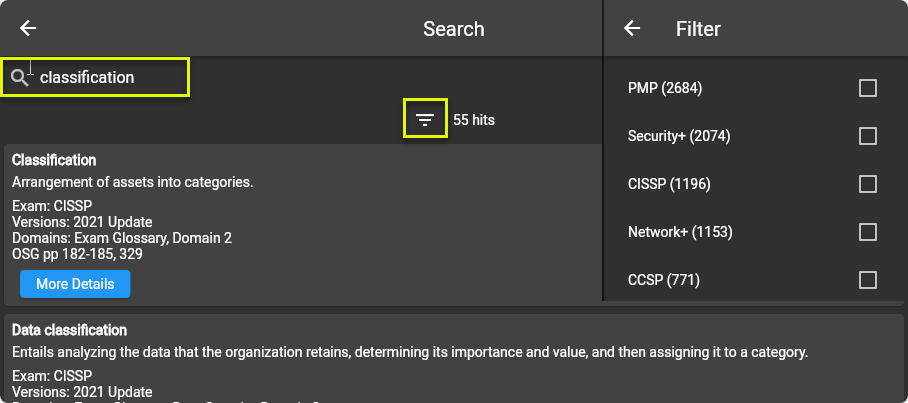 Search
classification
55 hits
Classification
Arrangement of assets into categories.
Exam: CISSP
Versions: 2021 Update
Domains: Exam Glossary, Domain 2
OSG pp 182-185, 329
More Details
Data classification
Entails analyzing the data that the organization retains, determining its importance and value, and then assigning it to a category.
Exam: CISSP
Versions: 2021 Update
Filter
PMP (2684)
Security+ (2074)
CISSP (1196)
Network+ (1153)
CCSP (771)